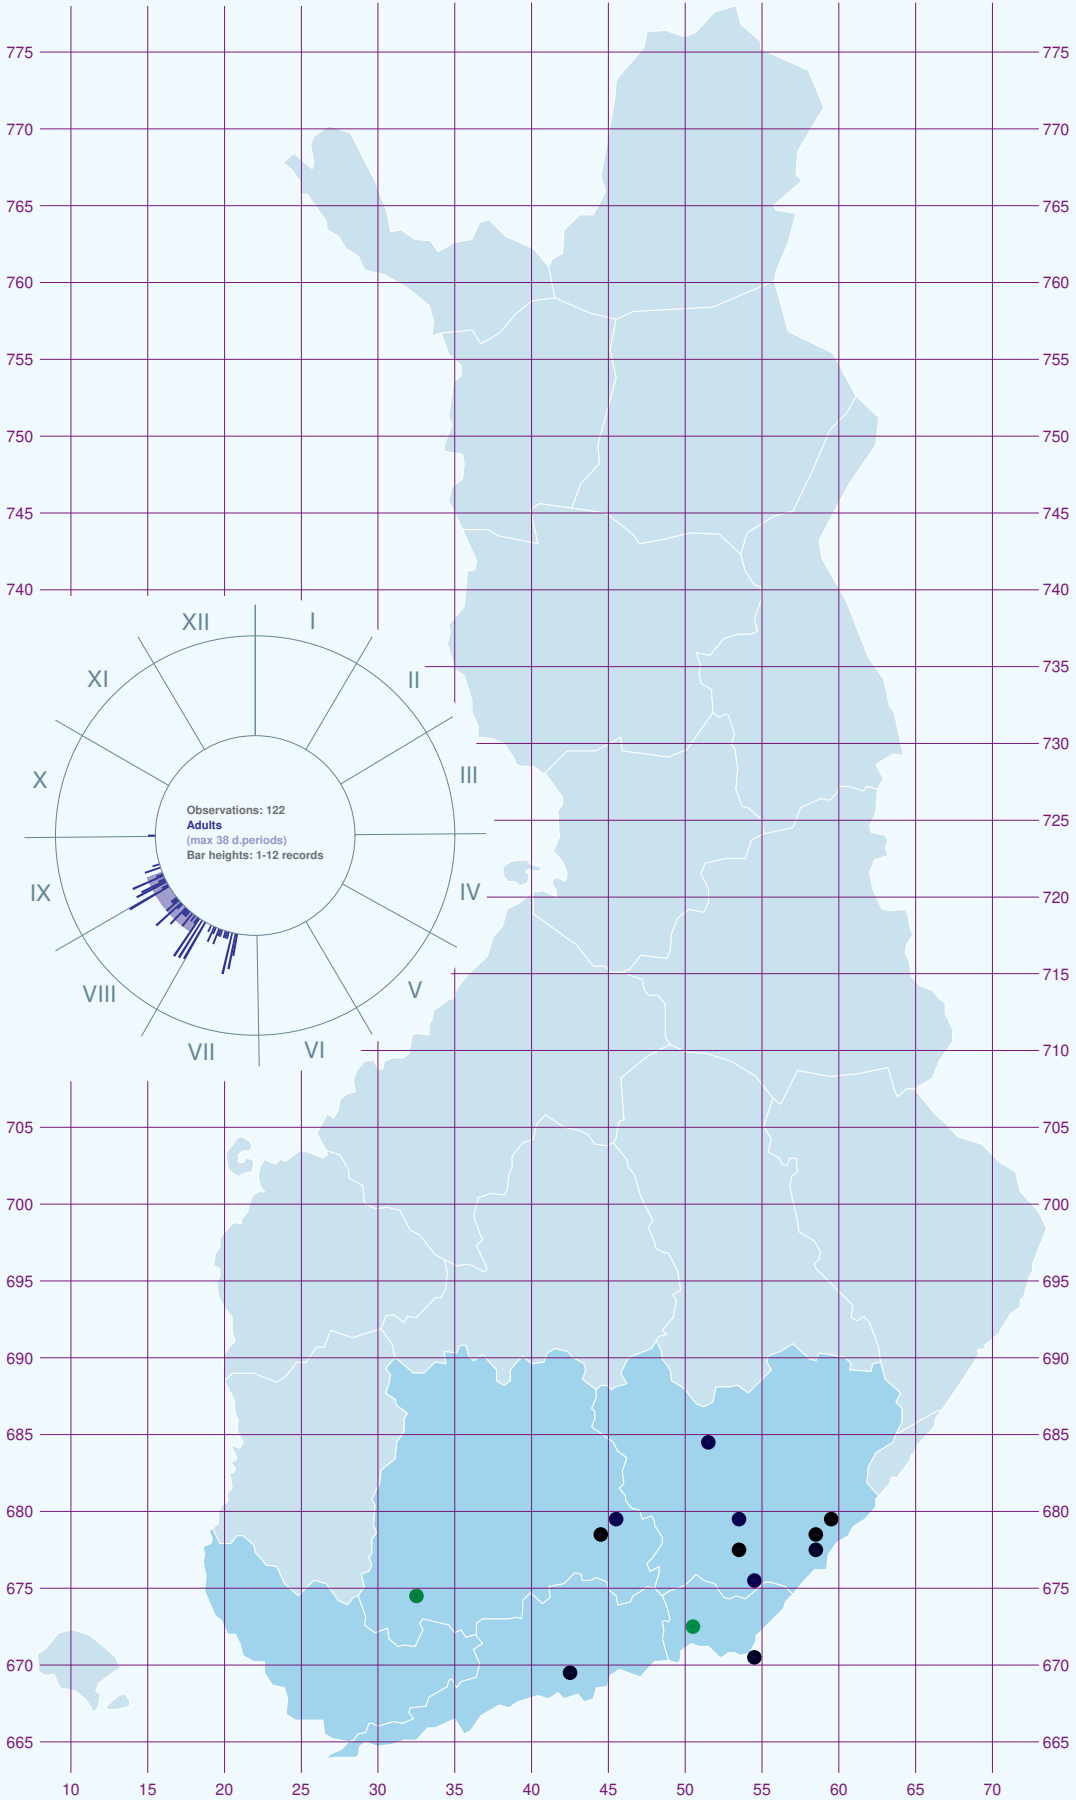 775 775
770 770
765 765
760 760
755 755
750 750
745 745
740 740
XII I
735
XI II
730
X III
Observations: 122
Adults
(max 38 d.periods)
Bar heights: 1-12 records
725
IX IV
720
VIII V
715
VII VI
710
705 705
700 700
695 695
690 690
685 685
680 680
675 675
670 670
665 665
10 15 20 25 30 35 40 45 50 55 60 65 70